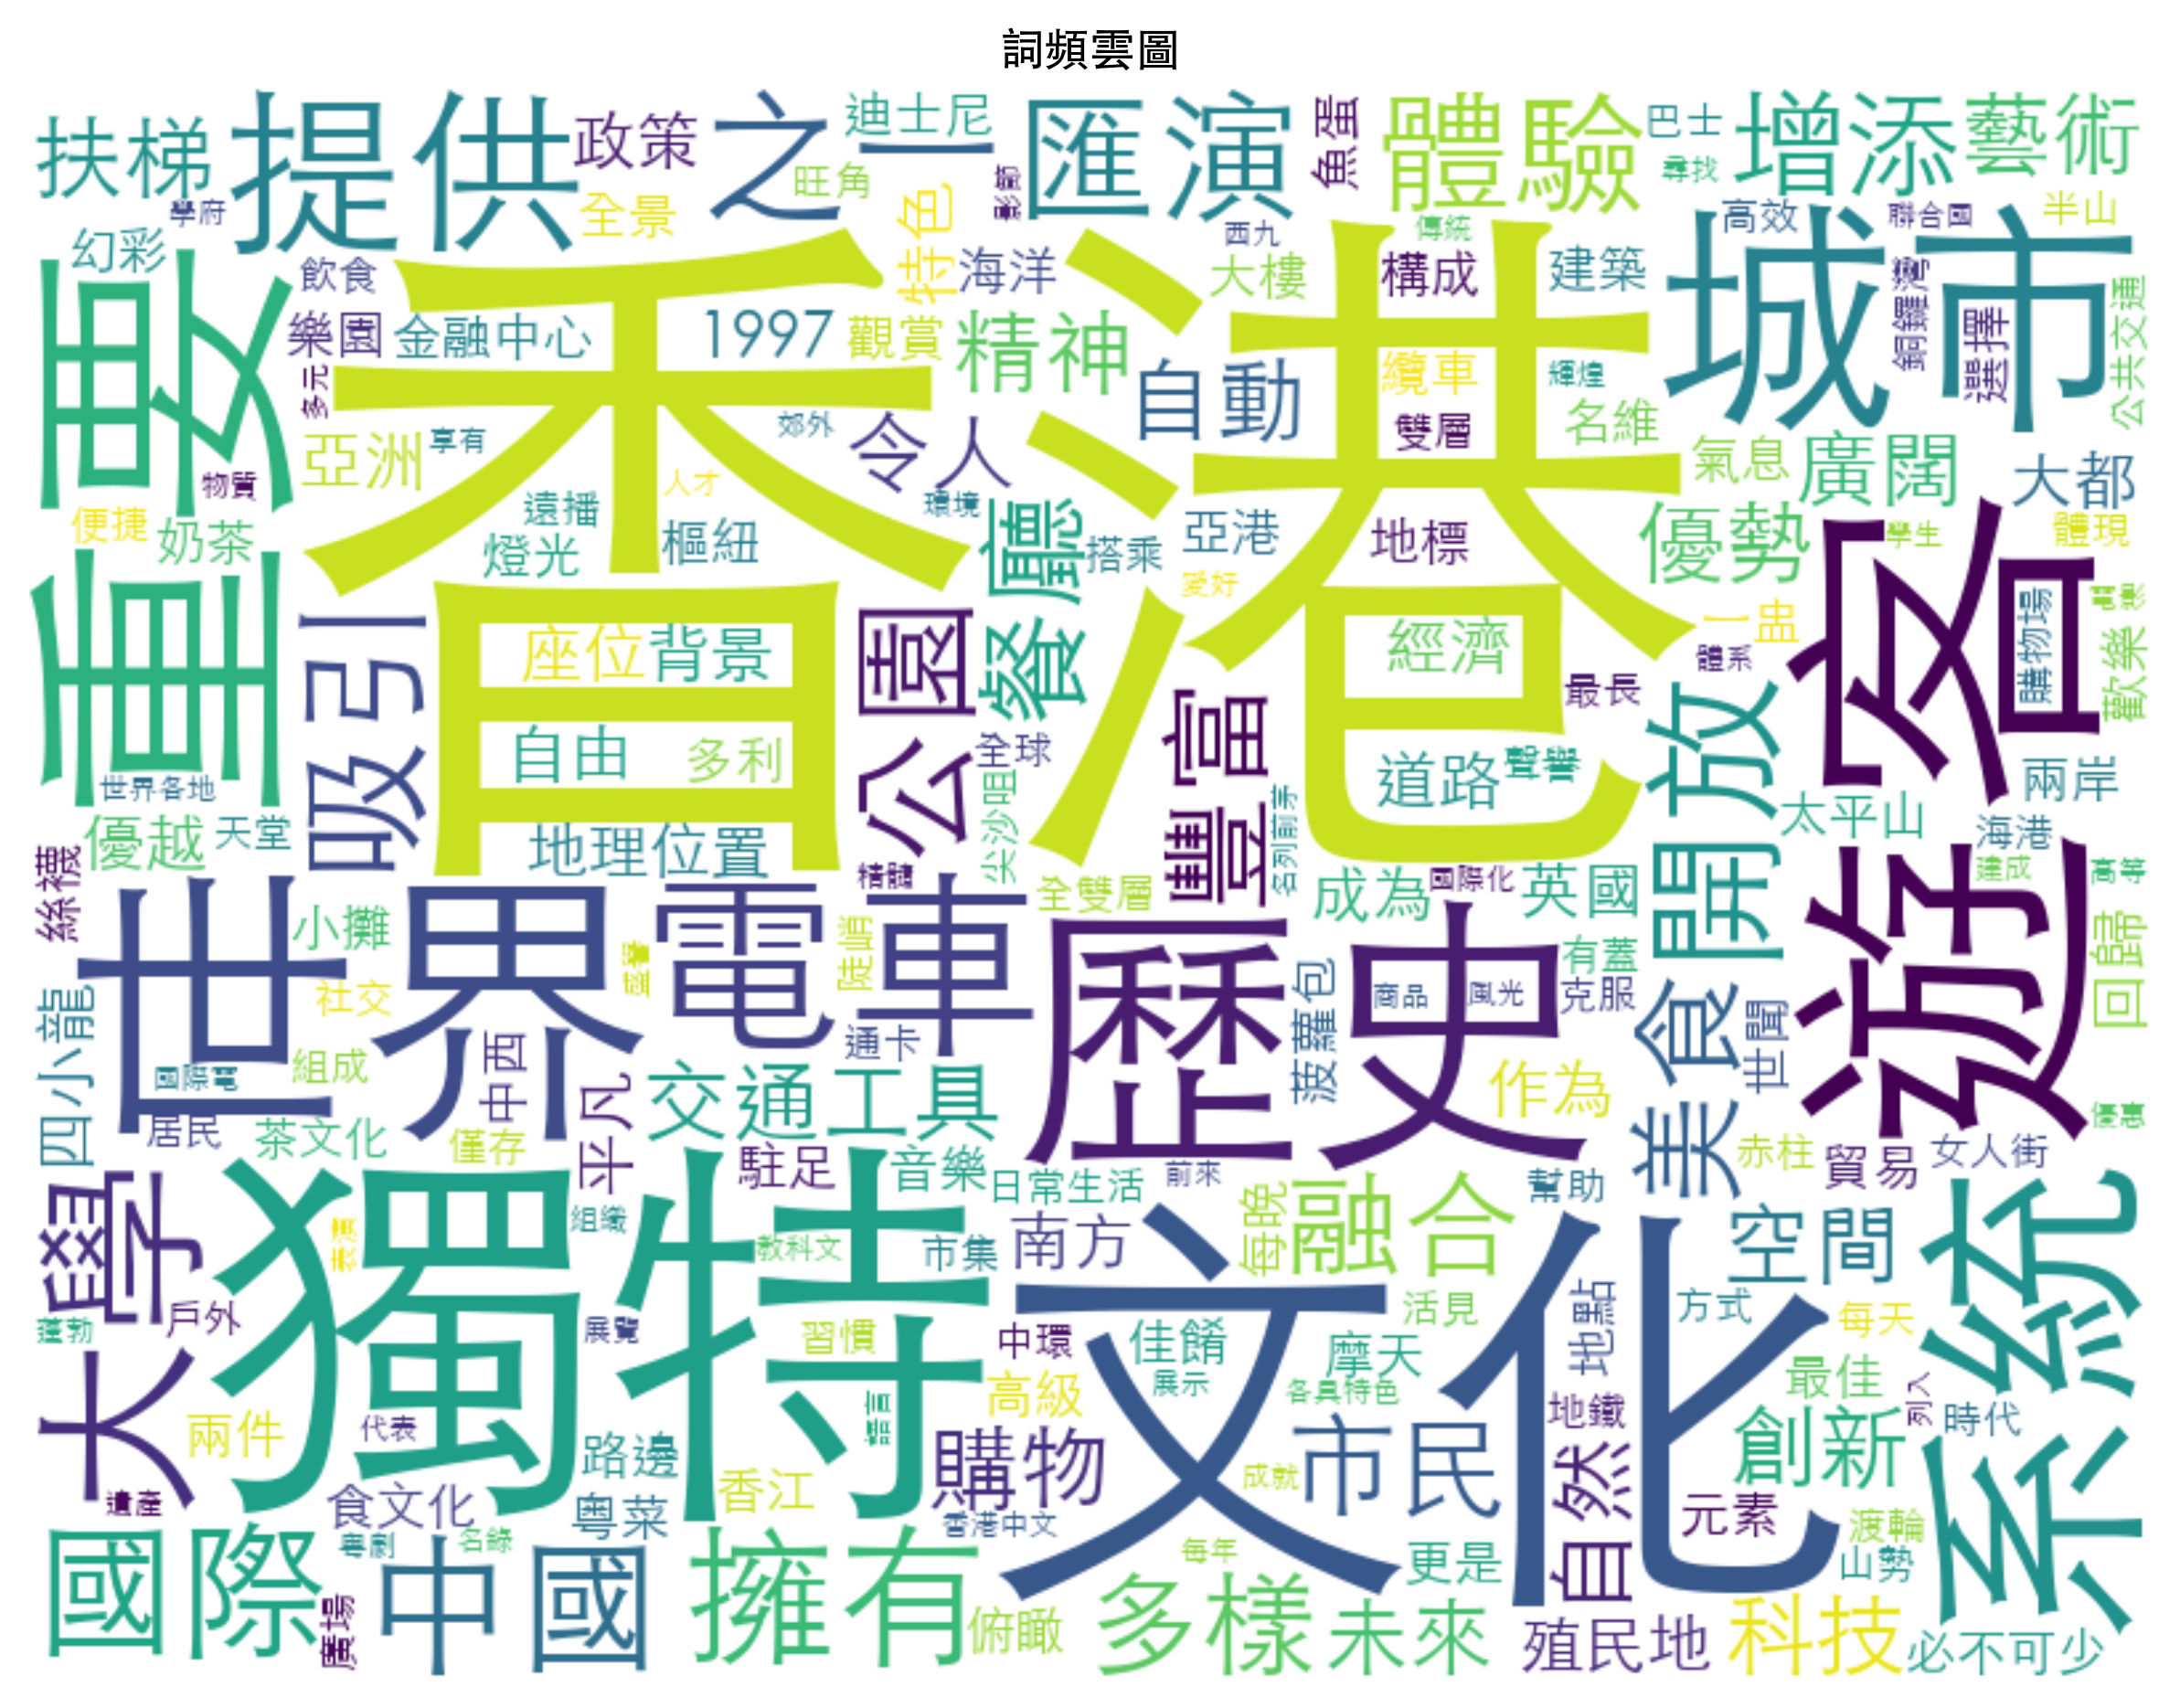 詞頻雲圖
扶梯
提供
政策
之一
迪士尼
匯演
魚蛋
體驗
巴士
增添
藝術
學府
全景
旺角
特色
影節
尋找
幻彩
飲食
海洋
西九
傳統
大樓
構成
建築
高效
聯合國
半山
城市
重要
樂園
金融中心
1997
觀賞
精神
自動
纜車
輝煌
銅鑼灣
選擇
公共交通
多元
香港
亞洲
享有
郊外
令人
雙層
名維
氣息
廣闊
大都
物質
人才
便捷
奶茶
遠播
環境
燈光
樞紐
餐廳
搭乘
亞港
地標
優勢
學生
體現
愛好
吸引
座位
背景
公園
經濟
一盅
遊客
購物場
歡樂
體系
最長
自由
多利
全球
豐富
道路
聲譽
開放
兩岸
世界各地
尖沙咀
名列前茅
太平山
海港
優越
天堂
地理位置
絲襪
精髓
全雙層
成為
國際化
英國
建成
世界
電車
歷史
小攤
陡峭
有蓋
回歸
社交
菠蘿包
商品
風光
克服
美食
世聞
四小龍
通卡
中西
組成
居民
茶文化
僅存
平凡
交通工具
作為
大學
獨特
駐足
音樂
日常生活
前來
每晚
融合
幫助
赤柱
貿易
女人街
系統
表演
組織
教科文
市集
南方
文化
空間
蓬勃
戶外
展覽
習慣
中環
佳餚
展示
摩天
活見
地點
方式
每天
各具特色
高級
地鐵
最佳
列入
時代
兩件
代表
路邊
香江
購物
成就
市民
自然
創新
遺產
食文化
粵菜
香港中文
元素
渡輪
國際
粵劇
名錄
中國
擁有
每年
更是
山勢
廣場
俯瞰
多樣
未來
殖民地
科技
必不可少